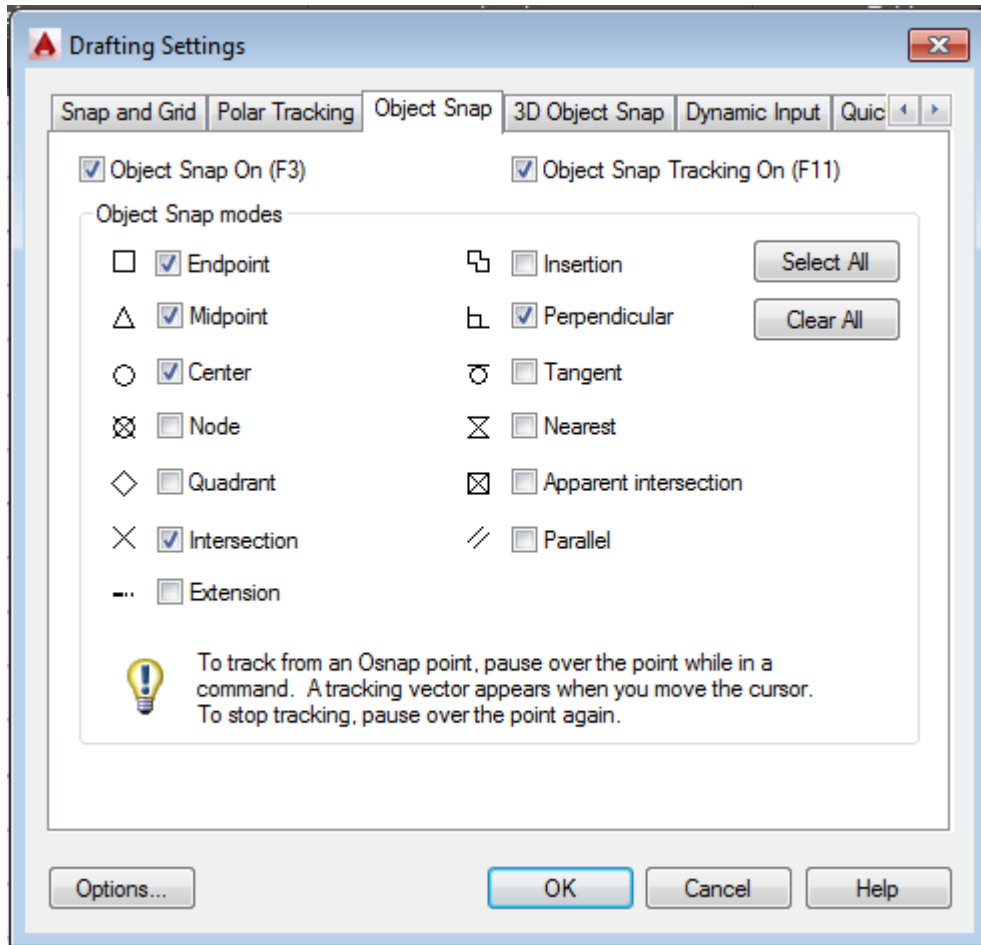 Drafting Settings
Snap and Grid Polar Tracking Object Snap 3D Object Snap Dynamic Input Quic
Object Snap On (F3) Object Snap Tracking On (F11)
Object Snap modes
Endpoint Insertion Select All
Midpoint Perpendicular Clear All
Center Tangent
Node Nearest
Quadrant Apparent intersection
Intersection Parallel
Extension
To track from an Osnap point, pause over the point while in a
command. A tracking vector appears when you move the cursor.
To stop tracking, pause over the point again.
Options... OK Cancel Help